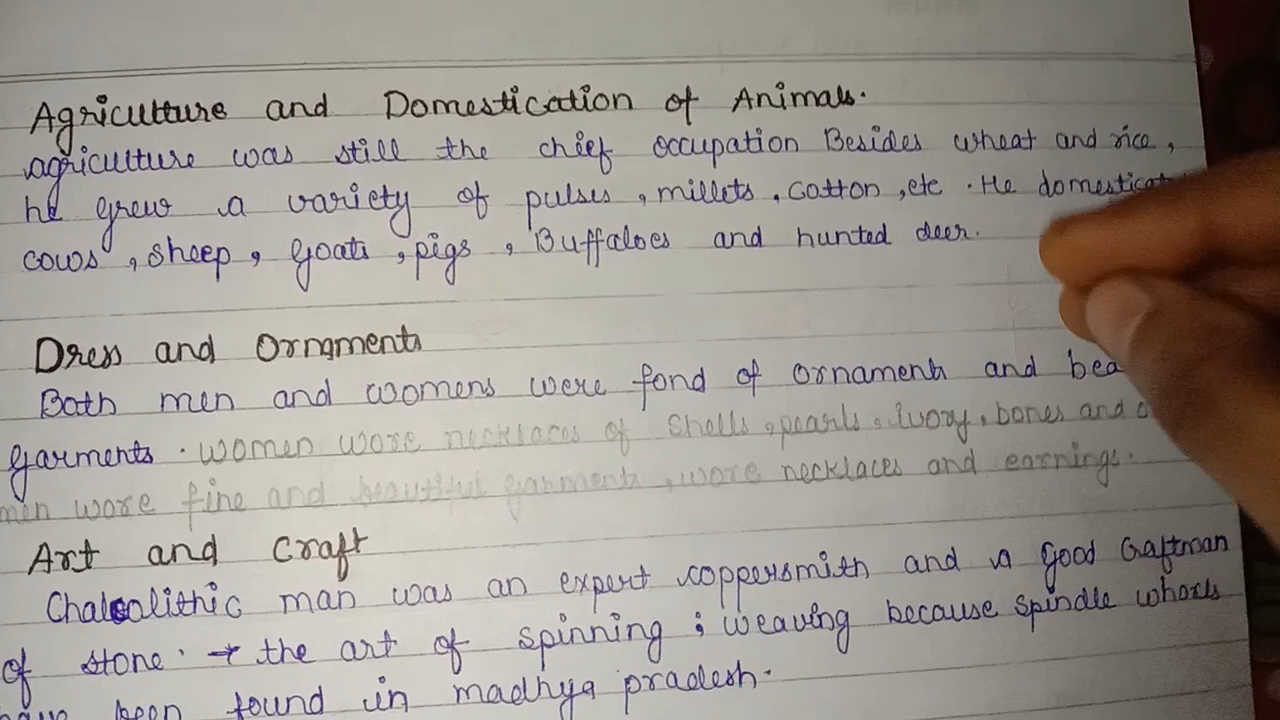 Agriculture and Domestication of Animals.
agriculture was still the chief occupation Besides wheat and rice,
he grew a variety of pulses, millets, cotton, etc. He
cows, sheep, goats, pigs, Buffaloes and hunted deer.
Dress and Ornaments
Both men and womens were fond of ornaments and
garments. women wore necklaces of shells, pearls, Ivory, bones and
men wore fine and beautiful garments, wore necklaces and earnings.
Art and craft
Chalcolithic man was an expert coppersmith and a good Craftman
of stone. → the art of spinning; weaving because spindle whorls
been found in madhya pradesh.